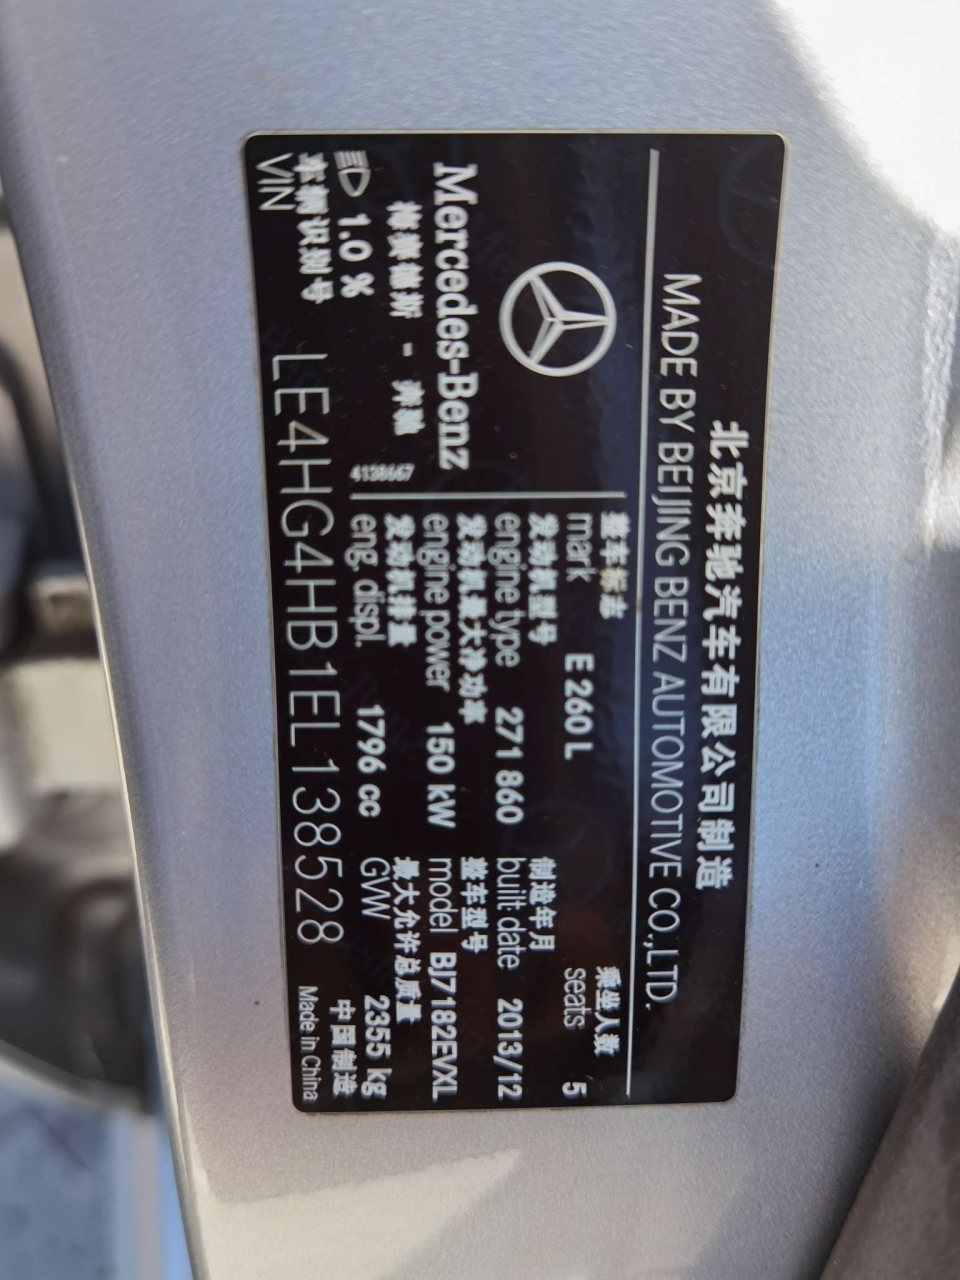 北京奔驰汽车有限公司制造
MADE BY BEIJING BENZ AUTOMOTIVE CO.,LTD.
Mercedes-Benz
梅赛德斯 - 奔驰
4138667
整车标志
mark E 260 L
乘坐人数
seats 5
发动机型号
engine type 271 860
制造年月
built date 2013/12
发动机最大净功率
engine power 150 kW
整车型号
model BJ7182EVXL
发动机排量
eng. displ. 1796 cc
最大允许总质量
GVW 2355 kg
1.0 %
车辆识别号
VIN LE4HG4HB1EL138528
中国制造
Made in China